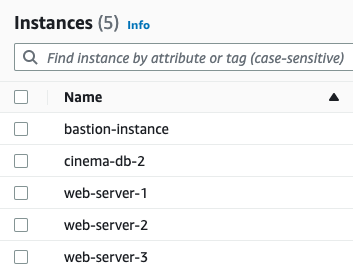 Instances (5) Info
Find instance by attribute or tag (case-sensitive)
Name
bastion-instance
cinema-db-2
web-server-1
web-server-2
web-server-3